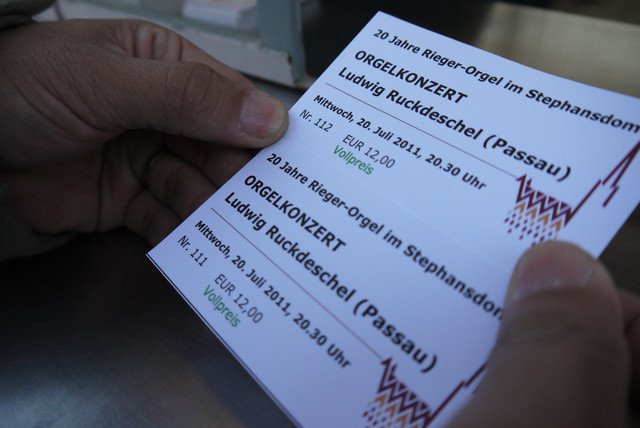 20 Jahre Rieger-Orgel im Stephansdom
ORGELKONZERT
Ludwig Ruckdeschel (Passau)
Mittwoch, 20. Juli 2011, 20.30 Uhr
Nr. 112
EUR 12,00
Vollpreis
20 Jahre Rieger-Orgel im Stephansdom
ORGELKONZERT
Ludwig Ruckdeschel (Passau)
Mittwoch, 20. Juli 2011, 20.30 Uhr
Nr. 111
EUR 12,00
Vollpreis